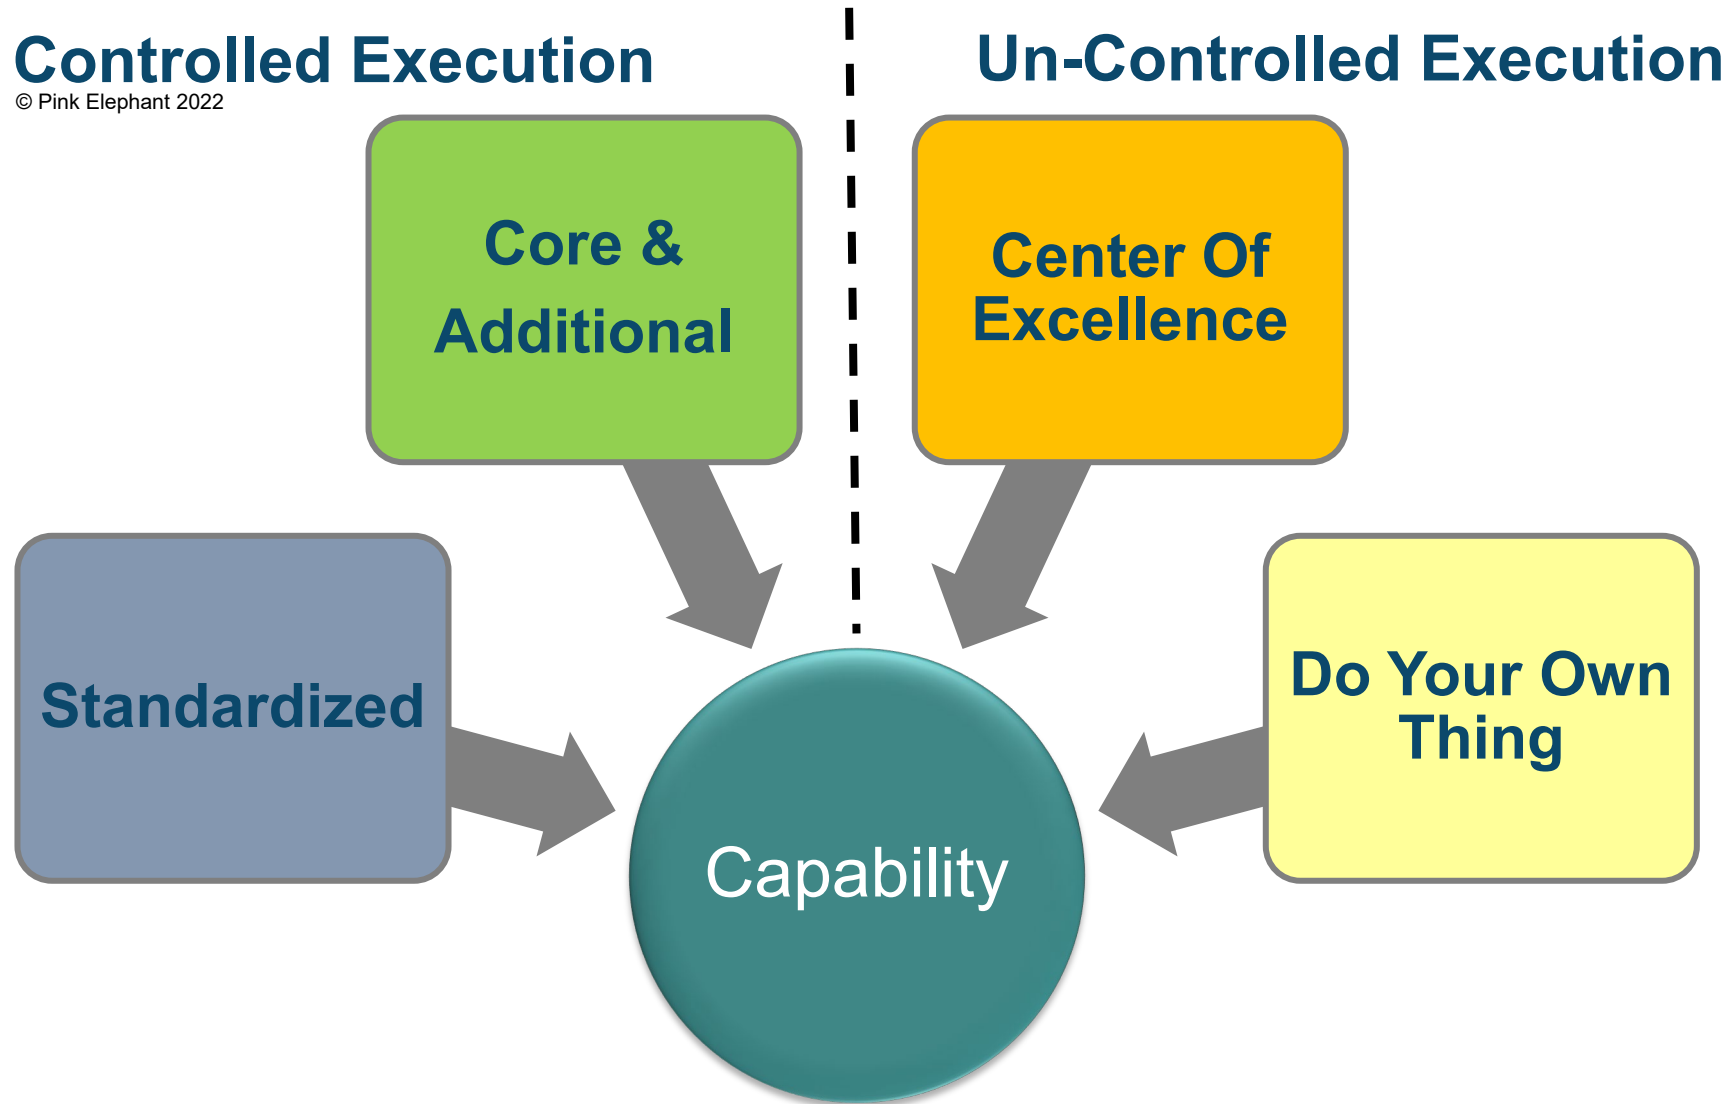 Controlled Execution
Un-Controlled Execution
© Pink Elephant 2022
Core &
Additional
Center Of
Excellence
Standardized
Do Your Own
Thing
Capability